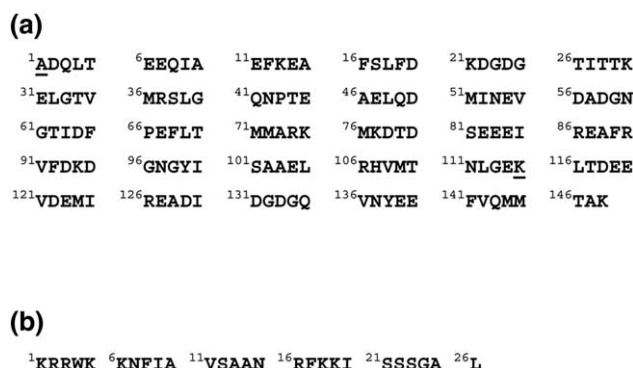 (a)
1ADQLT 6EEQIA 11EFKEA 16FSLFD 21KDGDG 26TITTK
31ELGTV 36MRSLG 41QNPTE 46AELQD 51MINEV 56DADGN
61GTIDF 66PEFLT 71MMARK 76MKDTD 81SEEEI 86REAFR
91VFDKD 96GNGYI 101SAAEL 106RHVMT 111NLGEK 116LTDEE
121VDEMI 126READI 131DGDGQ 136VNYEE 141FVQMM 146TAK
(b)
1KRRWK 6KNFIA 11VSAAN 16RFKKI 21SSSGA 26L